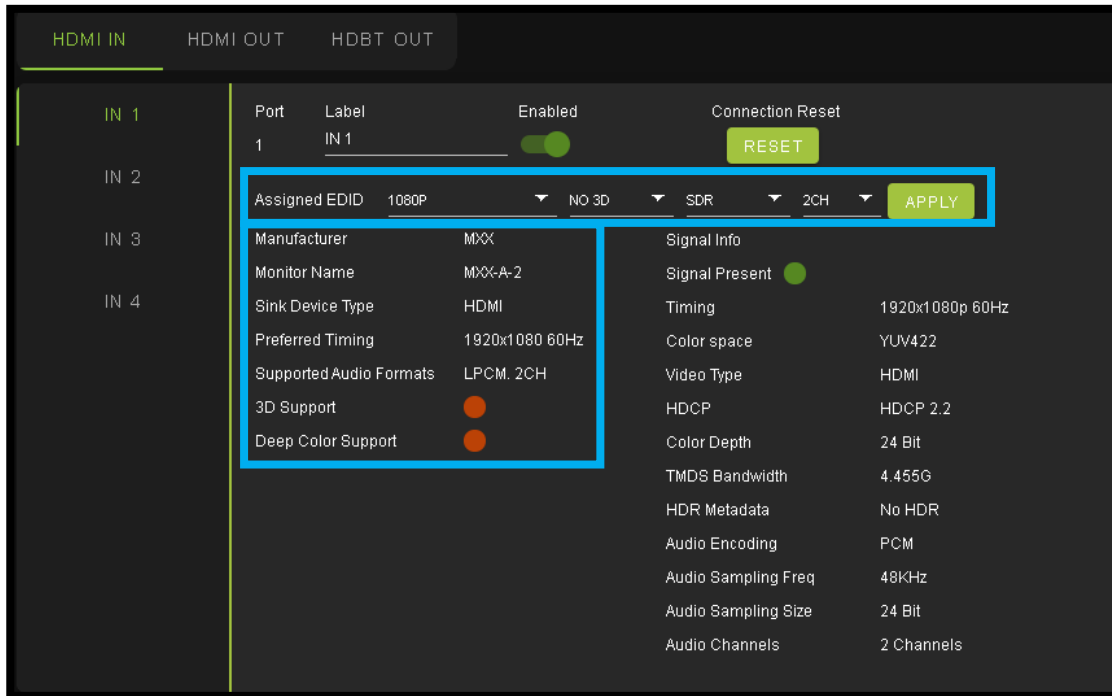 HDMI IN HDMI OUT HDBT OUT
IN 1
IN 2
IN 3
IN 4
Port Label Enabled Connection Reset
1 IN 1 RESET
Assigned EDID 1080P NO 3D SDR 2CH APPLY
Manufacturer MXX
Monitor Name MXX-A-2
Sink Device Type HDMI
Preferred Timing 1920x1080 60Hz
Supported Audio Formats LPCM. 2CH
3D Support
Deep Color Support
Signal Info
Signal Present
Timing 1920x1080p 60Hz
Color space YUV422
Video Type HDMI
HDCP HDCP 2.2
Color Depth 24 Bit
TMDS Bandwidth 4.455G
HDR Metadata No HDR
Audio Encoding PCM
Audio Sampling Freq 48KHz
Audio Sampling Size 24 Bit
Audio Channels 2 Channels